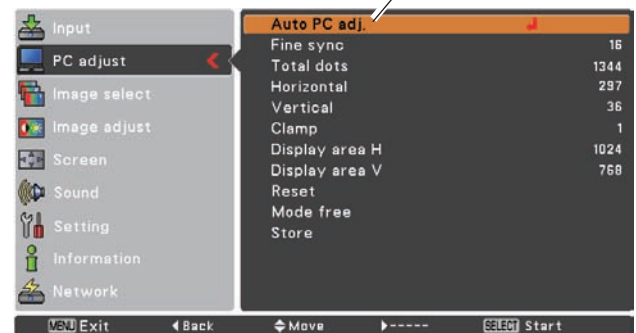 Input
PC adjust
Image select
Image adjust
Screen
Sound
Setting
Information
Network
Auto PC adj.
Fine sync 16
Total dots 1344
Horizontal 297
Vertical 36
Clamp 1
Display area H 1024
Display area V 768
Reset
Mode free
Store
MENU Exit ◀Back ◆Move ▶----- SELECT Start